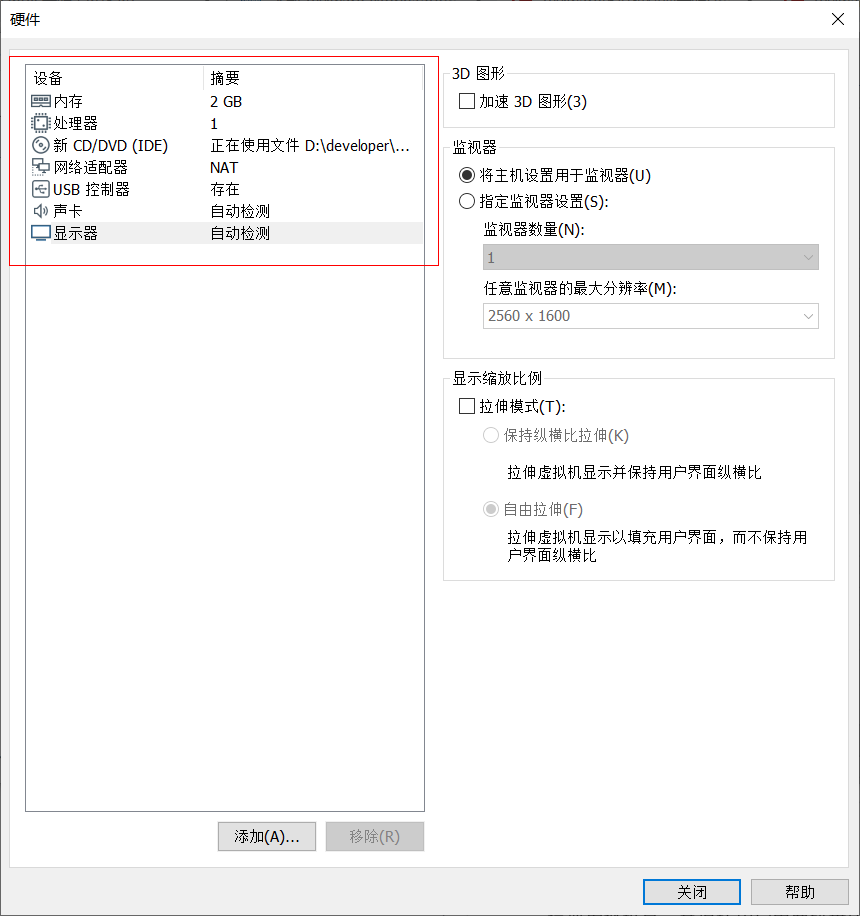 硬件
设备 摘要
内存 2 GB
处理器 1
新 CD/DVD (IDE) 正在使用文件 D:\developer\...
网络适配器 NAT
USB 控制器 存在
声卡 自动检测
显示器 自动检测
添加(A)... 移除(R)
3D 图形
加速 3D 图形(3)
监视器
将主机设置用于监视器(U)
指定监视器设置(S):
监视器数量(N):
1
任意监视器的最大分辨率(M):
2560 x 1600
显示缩放比例
拉伸模式(T):
保持纵横比拉伸(K)
拉伸虚拟机显示并保持用户界面纵横比
自由拉伸(F)
拉伸虚拟机显示以填充用户界面，而不保持用
户界面纵横比
关闭 帮助